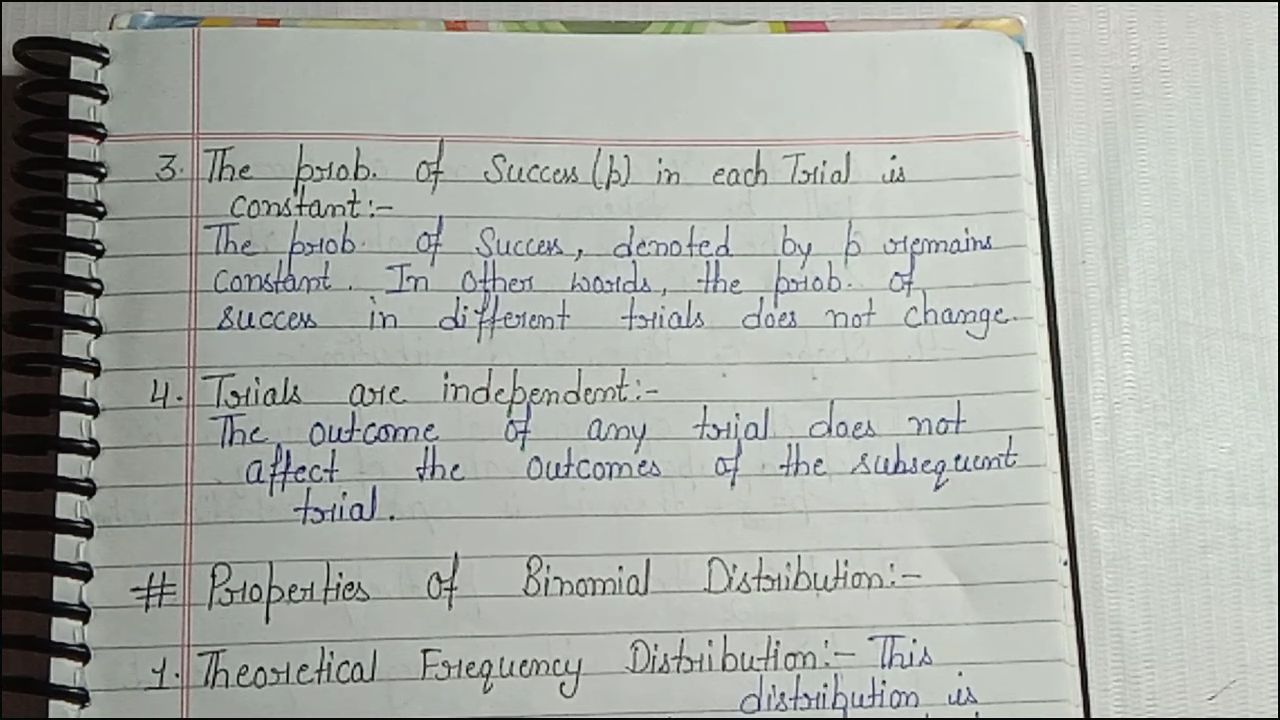 3. The prob. of Success (p) in each Trial is
constant:-
The prob. of Success, denoted by p remains
constant. In other words, the prob. of
success in different trials does not change.
4. Trials are independent:-
The outcome of any trial does not
affect the outcomes of the subsequent
trial.
# Properties of Binomial Distribution:-
1. Theoretical Frequency Distribution:- This
distribution is